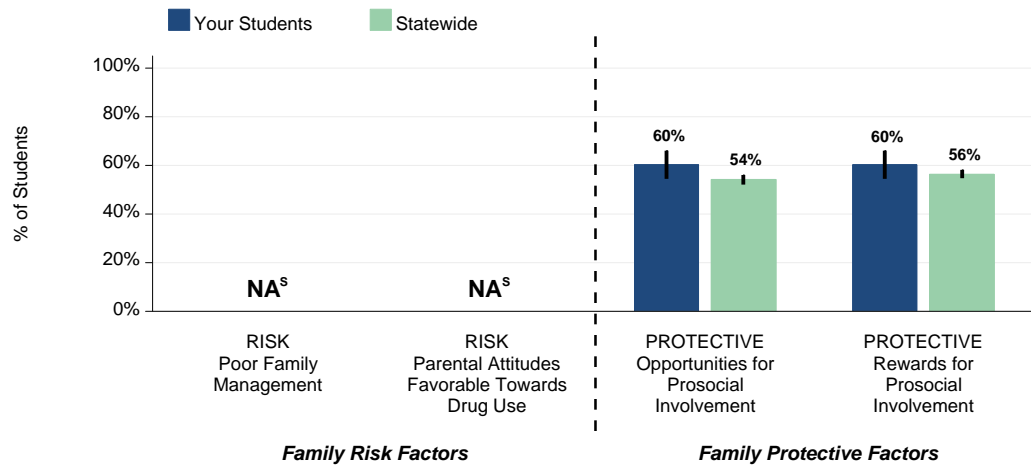 Your Students
Statewide
% of Students
100%
80%
60%
40%
20%
0%
NAS
NAS
60%
54%
60%
56%
RISK
Poor Family
Management
RISK
Parental Attitudes
Favorable Towards
Drug Use
PROTECTIVE
Opportunities for
Prosocial
Involvement
PROTECTIVE
Rewards for
Prosocial
Involvement
Family Risk Factors
Family Protective Factors